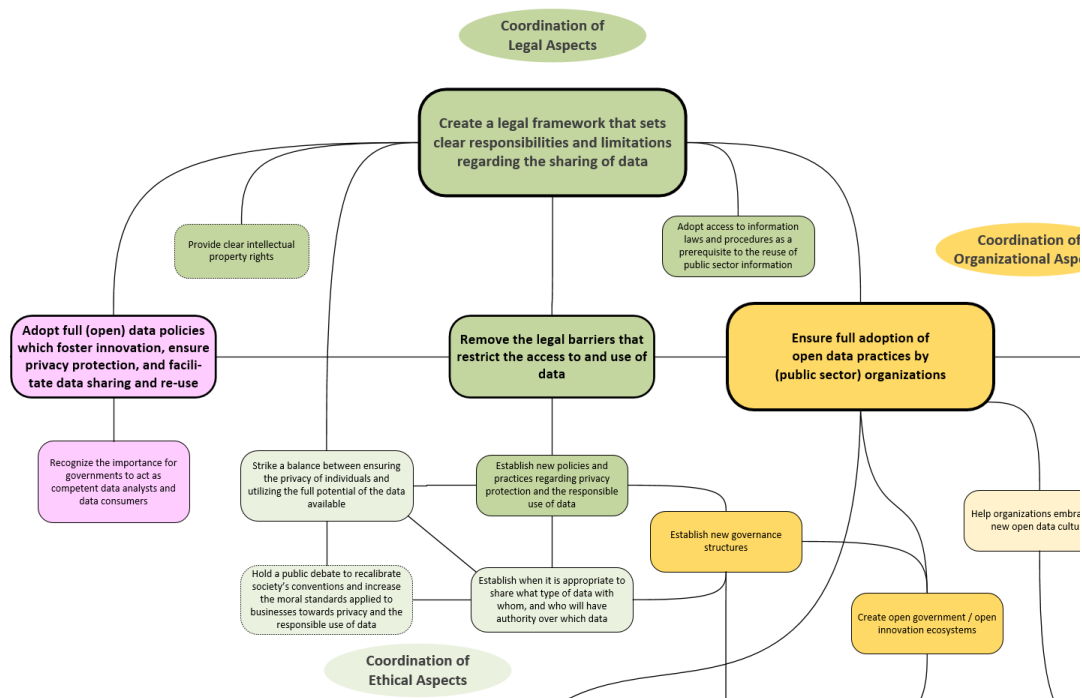 Coordination of
Legal Aspects
Create a legal framework that sets
clear responsibilities and limitations
regarding the sharing of data
Provide clear intellectual
property rights
Adopt access to information
laws and procedures as a
prerequisite to the reuse of
public sector information
Coordination of
Organizational Aspe
Adopt full (open) data policies
which foster innovation, ensure
privacy protection, and facili-
tate data sharing and re-use
Remove the legal barriers that
restrict the access to and use of
data
Ensure full adoption of
open data practices by
(public sector) organizations
Recognize the importance for
governments to act as
competent data analysts and
data consumers
Strike a balance between ensuring
the privacy of individuals and
utilizing the full potential of the data
available
Establish new policies and
practices regarding privacy
protection and the responsible
use of data
Establish new governance
structures
Help organizations embra
new open data cultu
Hold a public debate to recalibrate
society's conventions and increase
the moral standards applied to
businesses towards privacy and the
responsible use of data
Establish when it is appropriate to
share what type of data with
whom, and who will have
authority over which data
Create open government / open
innovation ecosystems
Coordination of
Ethical Aspects